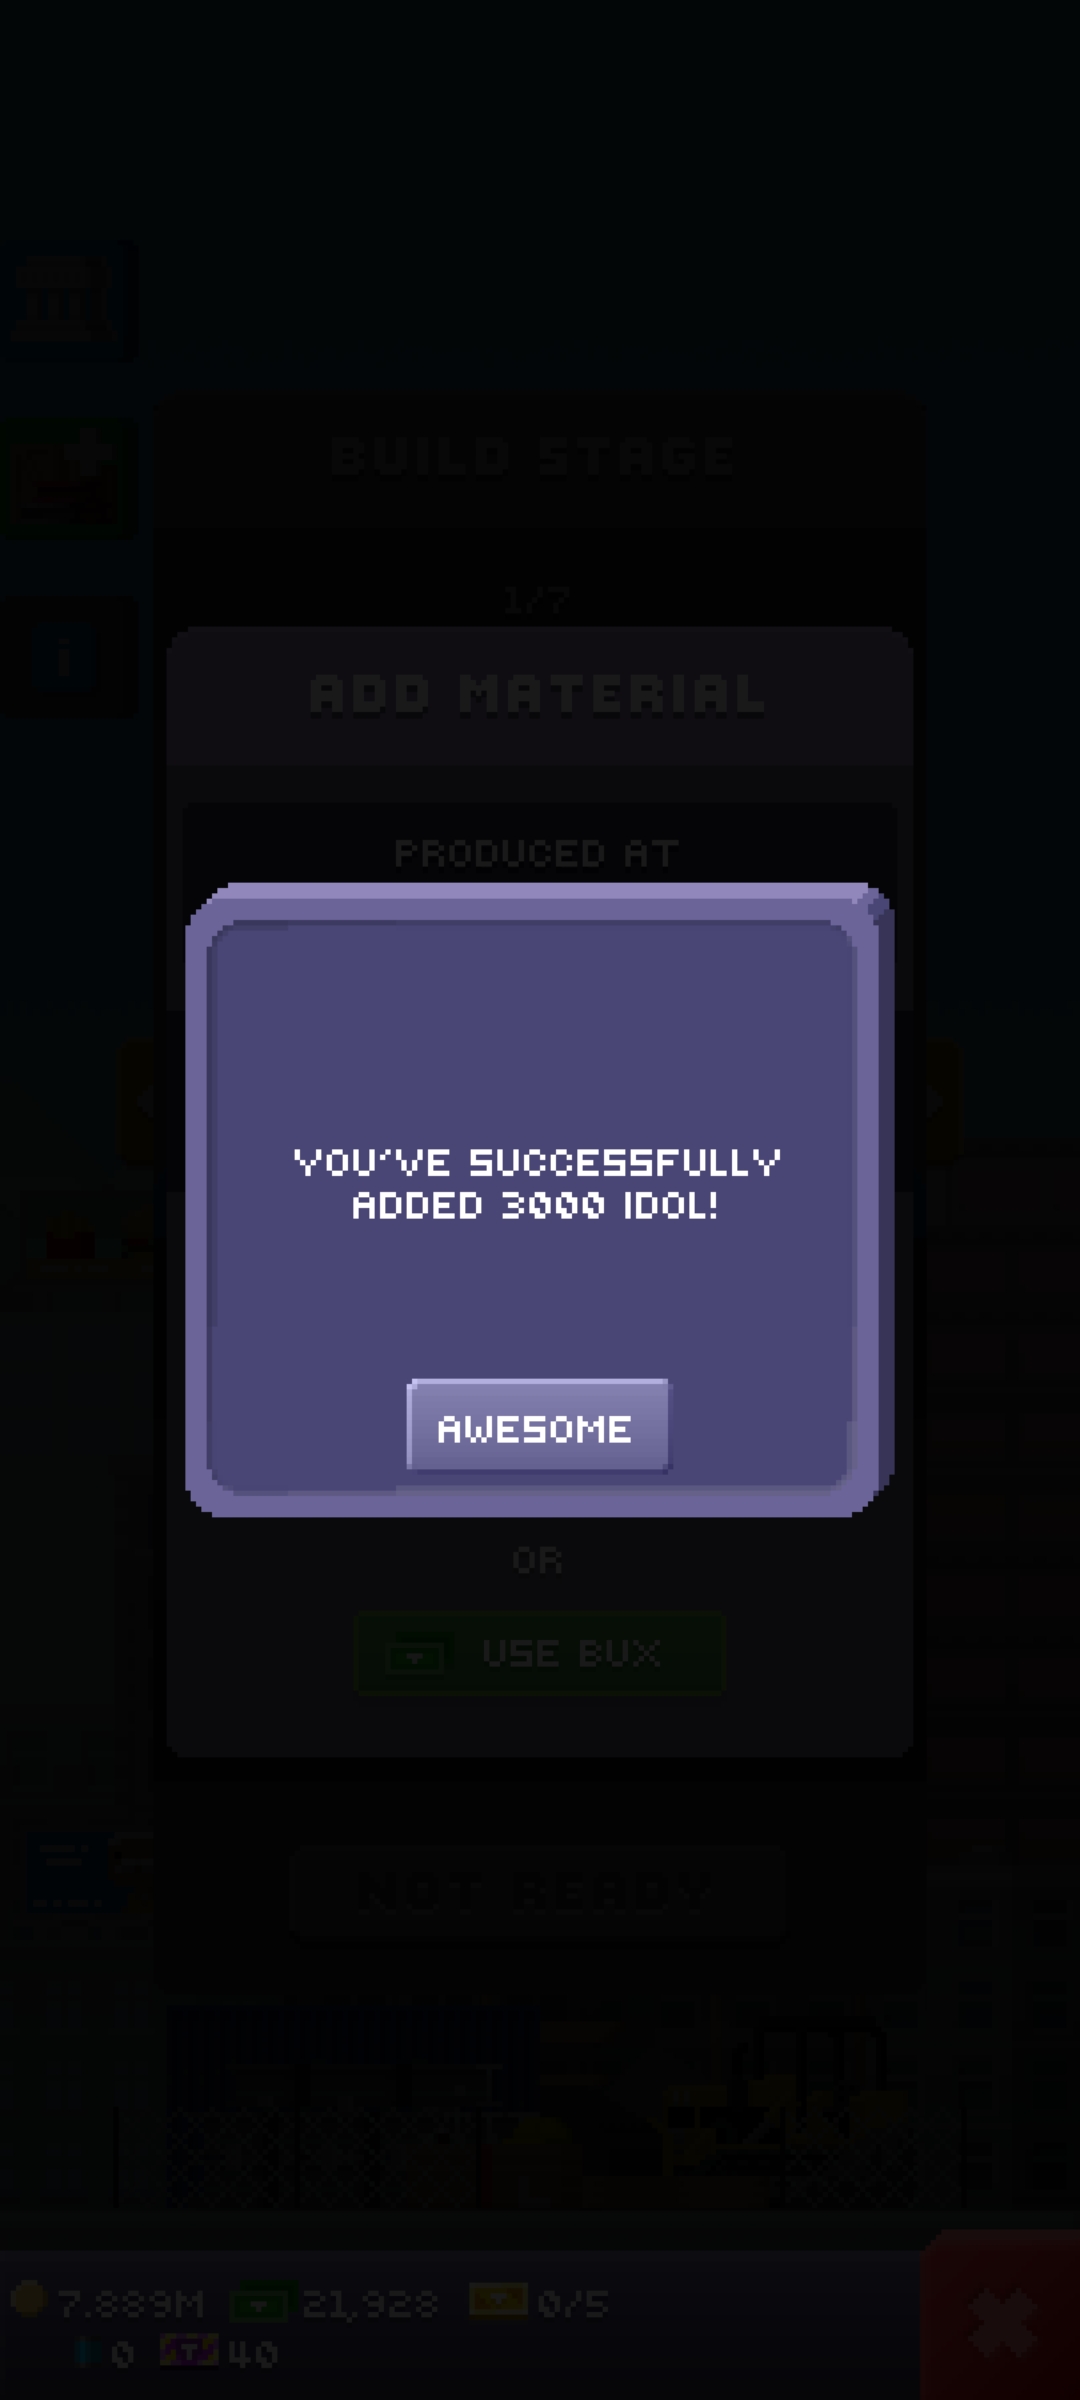 BUILD STAGE
1/7
ADD MATERIAL
PRODUCED AT
YOU'VE SUCCESSFULLY
ADDED 3000 IDOL!
AWESOME
OR
USE BUX
NOT READY
7.889M 21,928 0/5
0 40